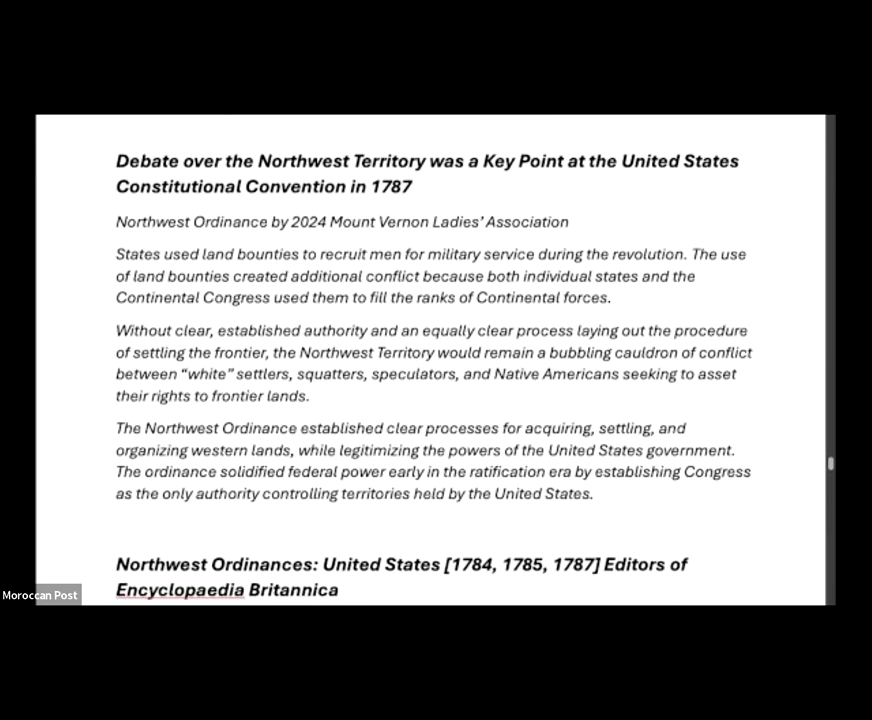 Debate over the Northwest Territory was a Key Point at the United States
Constitutional Convention in 1787
Northwest Ordinance by 2024 Mount Vernon Ladies’ Association
States used land bounties to recruit men for military service during the revolution. The use
of land bounties created additional conflict because both individual states and the
Continental Congress used them to fill the ranks of Continental forces.
Without clear, established authority and an equally clear process laying out the procedure
of settling the frontier, the Northwest Territory would remain a bubbling cauldron of conflict
between “white” settlers, squatters, speculators, and Native Americans seeking to asset
their rights to frontier lands.
The Northwest Ordinance established clear processes for acquiring, settling, and
organizing western lands, while legitimizing the powers of the United States government.
The ordinance solidified federal power early in the ratification era by establishing Congress
as the only authority controlling territories held by the United States.
Northwest Ordinances: United States [1784, 1785, 1787] Editors of
Encyclopaedia Britannica
Moroccan Post